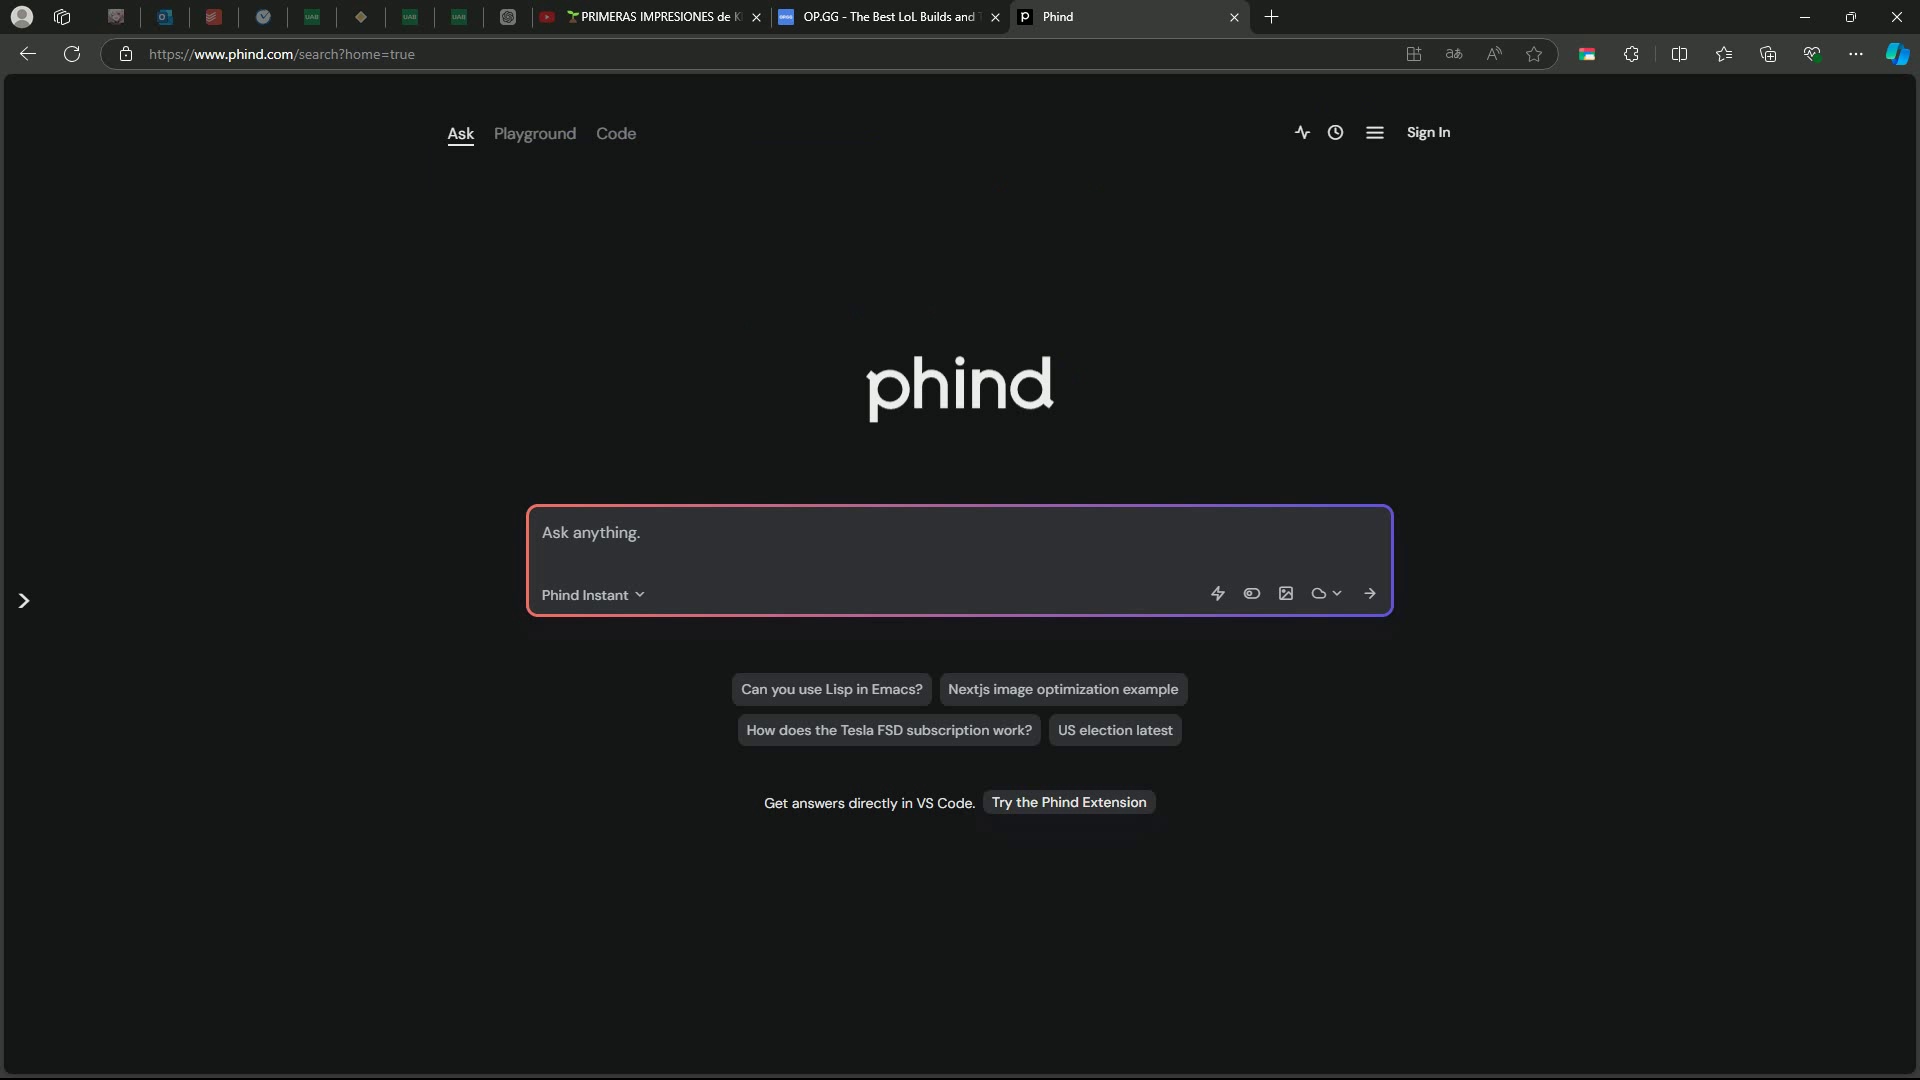 PRIMERAS IMPRESIONES de K
OP.GG - The Best LoL Builds and
Phind
https://www.phind.com/search?home=true
Ask Playground Code
Sign In
phind
Ask anything.
Phind Instant
Can you use Lisp in Emacs? Nextjs image optimization example
How does the Tesla FSD subscription work? US election latest
Get answers directly in VS Code. Try the Phind Extension